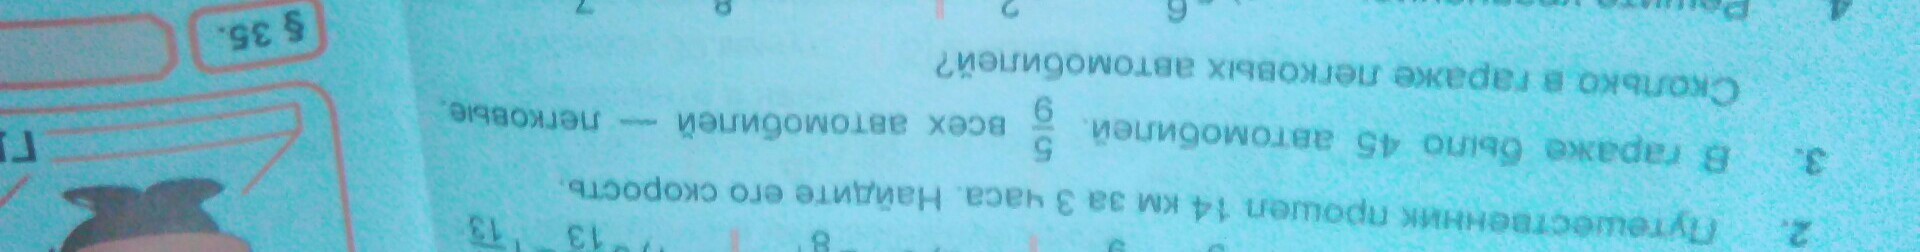 2. Путешественник прошел 14 км за 3 часа. Найдите его скорость.
3. В гараже было 45 автомобилей. 5/9 всех автомобилей — легковые.
Сколько в гараже легковых автомобилей?
4.
§ 35.